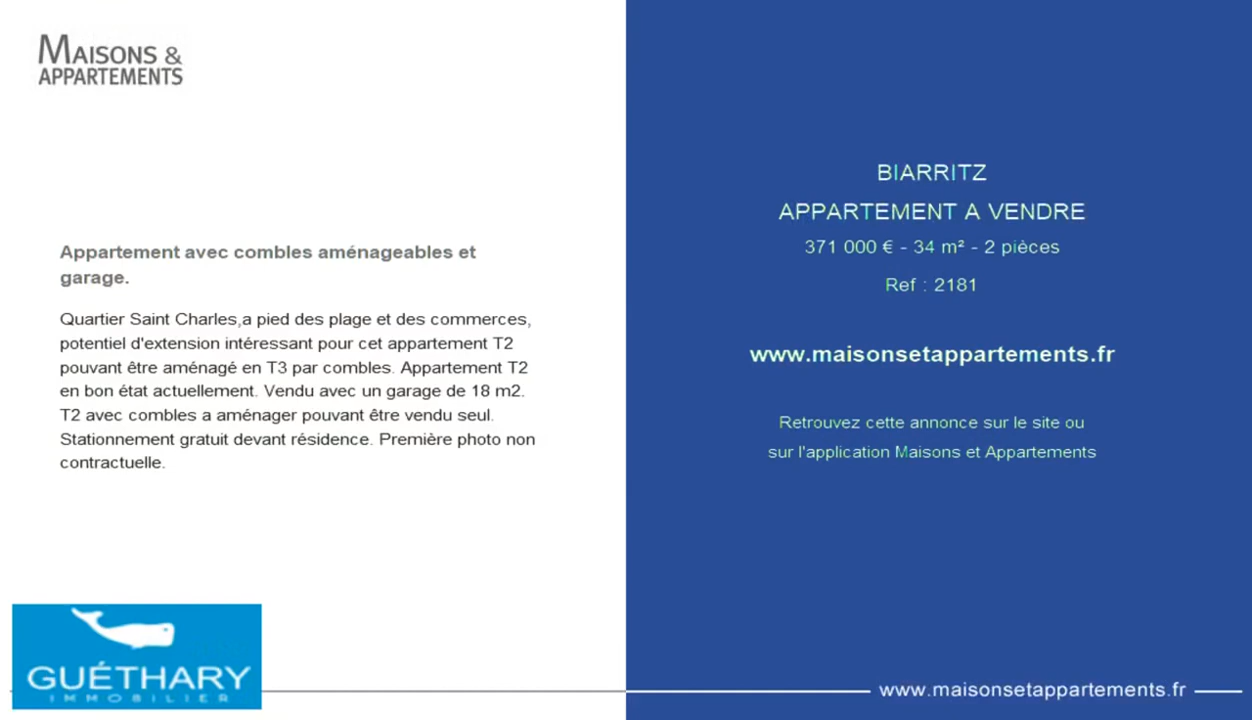 MAISONS &
APPARTEMENTS
Appartement avec combles aménageables et
garage.
Quartier Saint Charles,a pied des plage et des commerces,
potentiel d'extension intéressant pour cet appartement T2
pouvant être aménagé en T3 par combles. Appartement T2
en bon état actuellement. Vendu avec un garage de 18 m2.
T2 avec combles a aménager pouvant être vendu seul.
Stationnement gratuit devant résidence. Première photo non
contractuelle.
GUÉTHARY
IMMOBILIER
BIARRITZ
APPARTEMENT A VENDRE
371 000 € - 34 m² - 2 pièces
Ref : 2181
www.maisonsetappartements.fr
Retrouvez cette annonce sur le site ou
sur l'application Maisons et Appartements
www.maisonsetappartements.fr